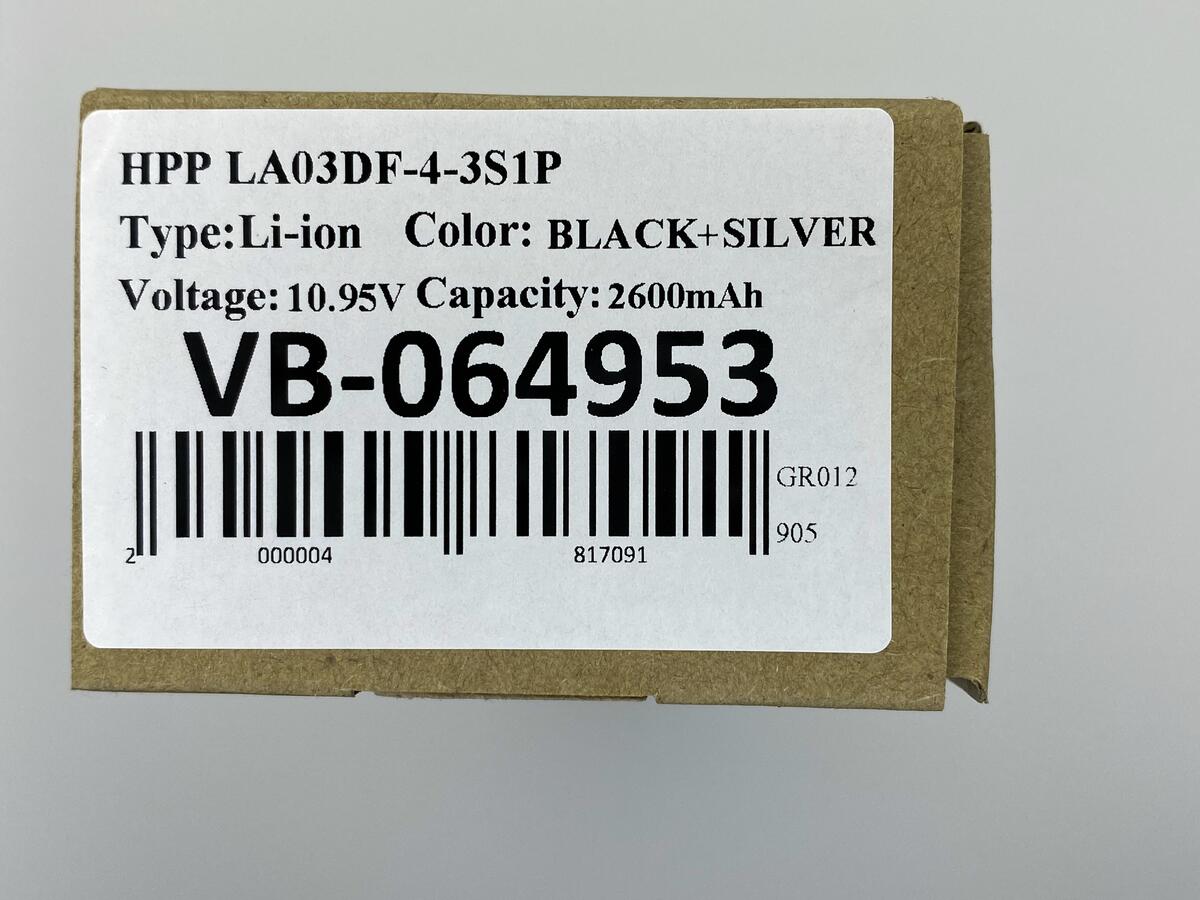 HPP LA03DF-4-3S1P
Type:Li-ion Color: BLACK+SILVER
Voltage: 10.95V Capacity: 2600mAh
VB-064953
GR012
905
2 000004 817091